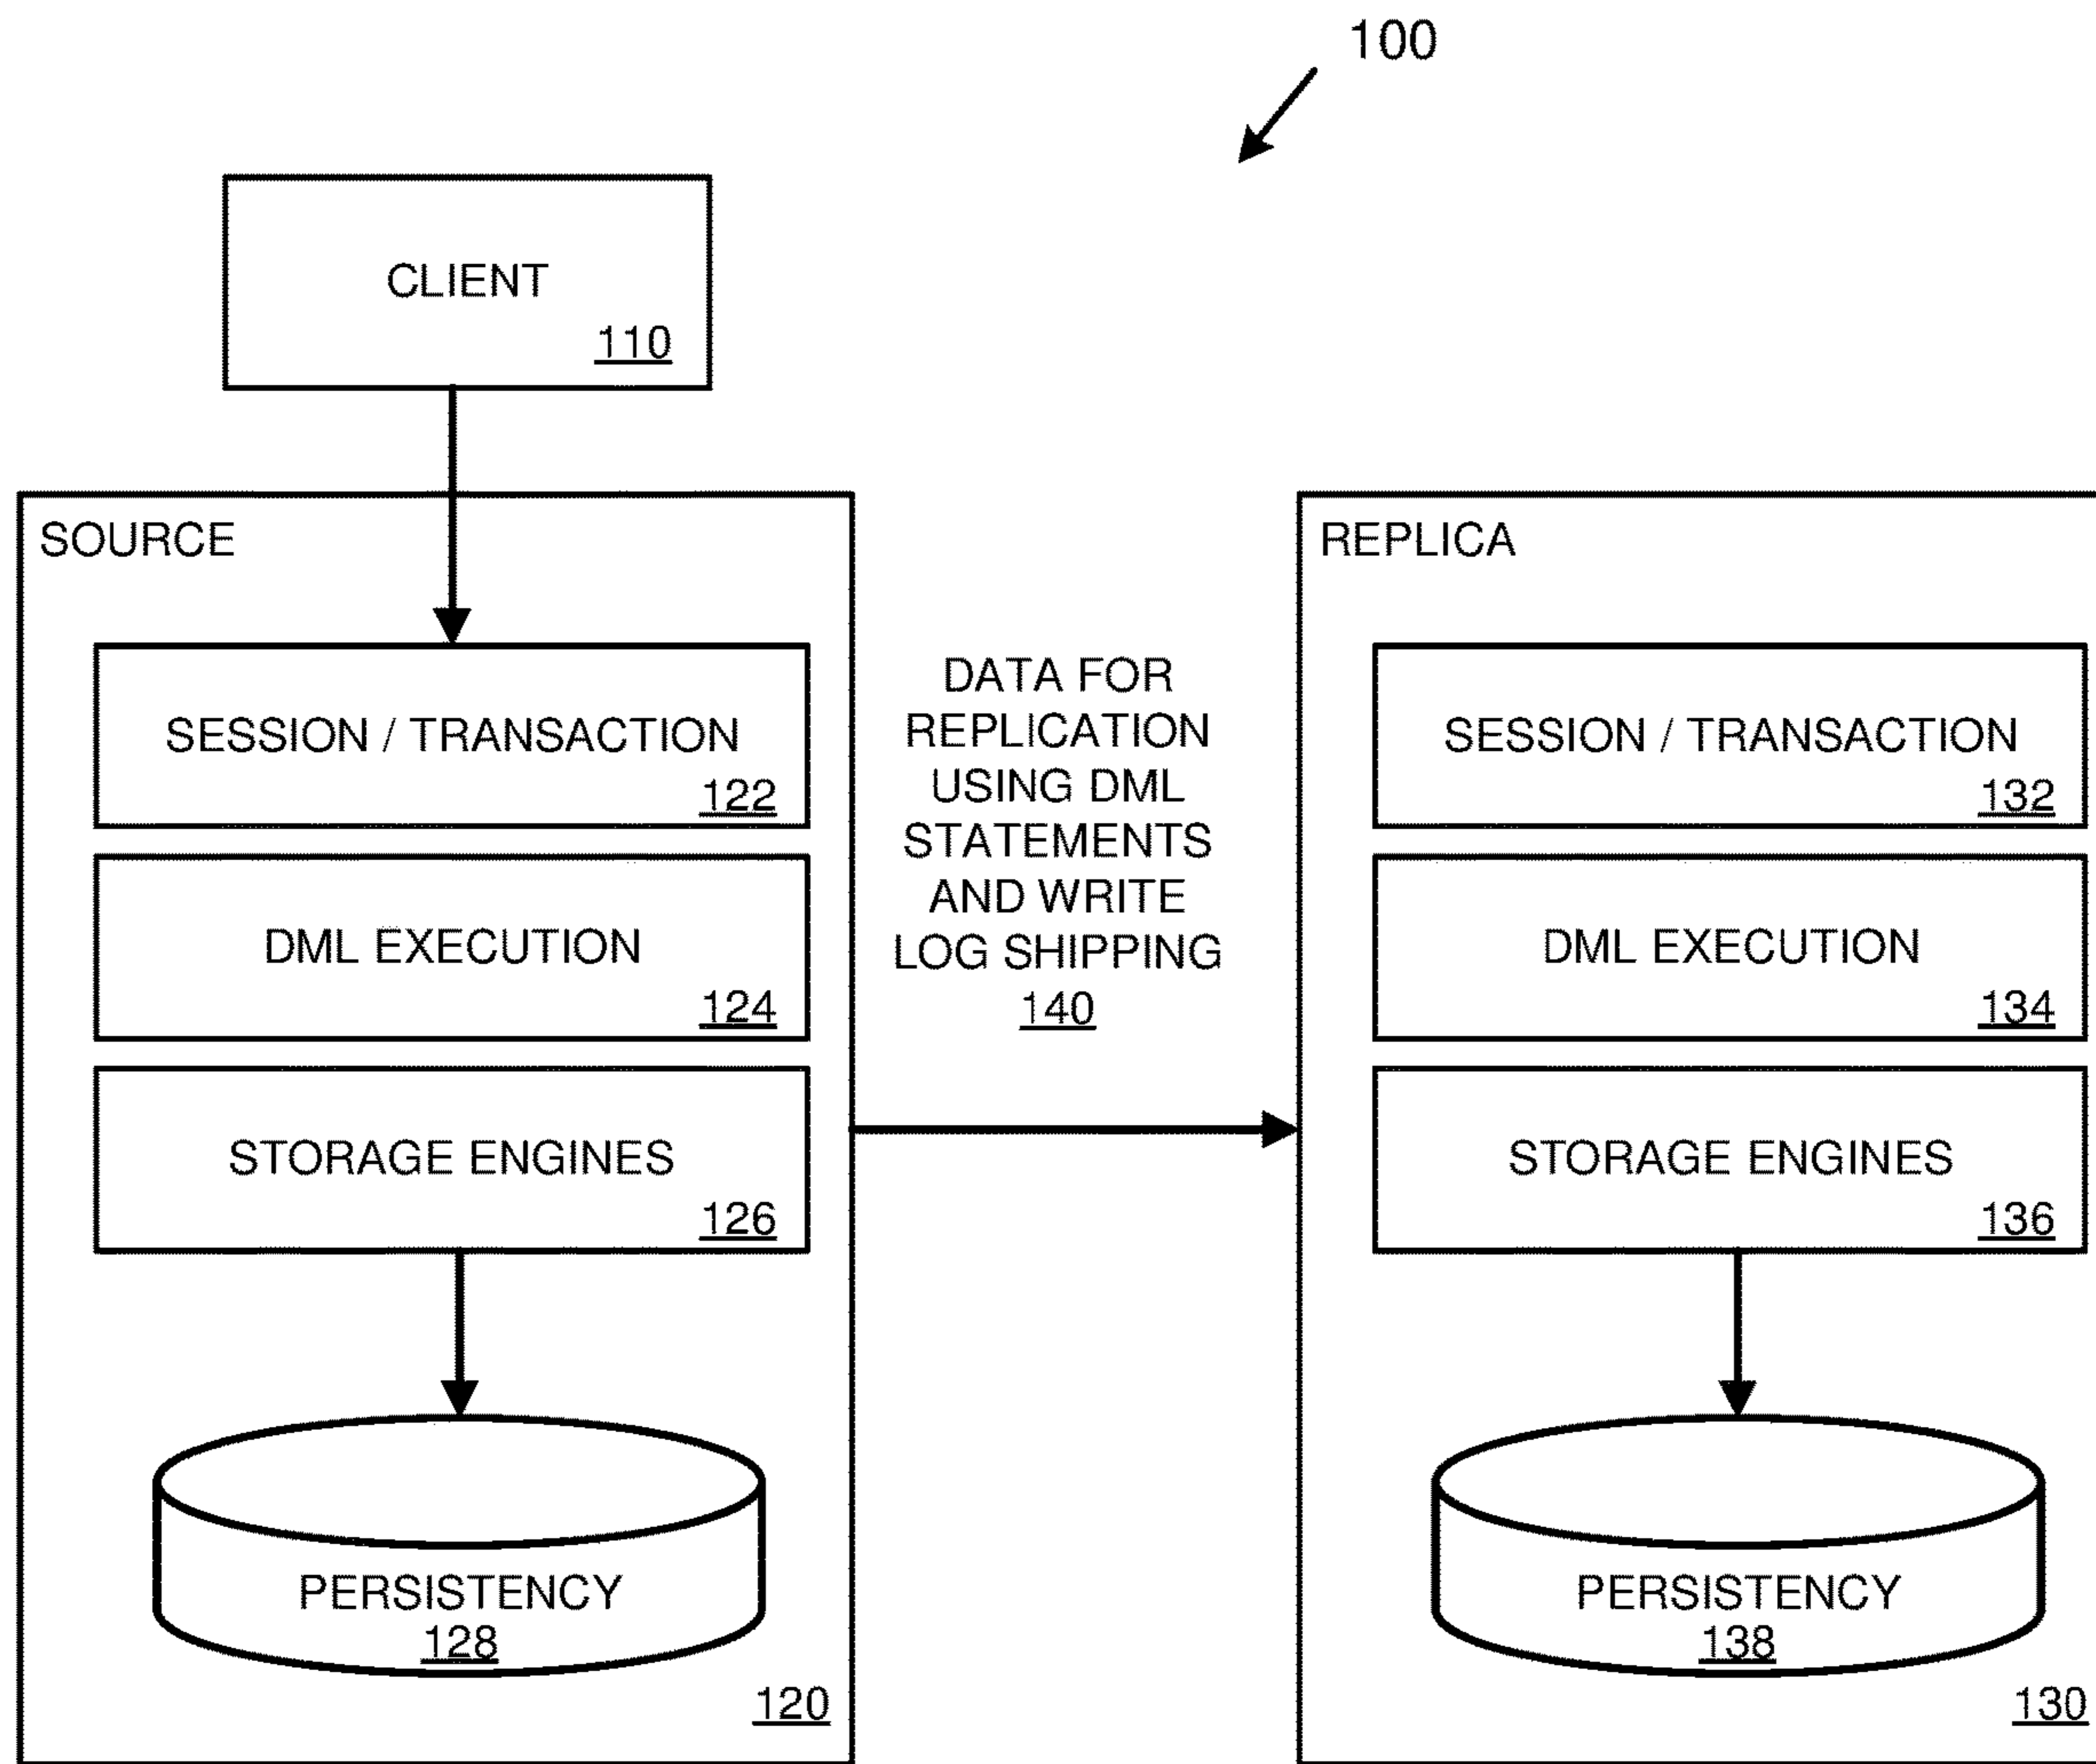 100
CLIENT
110
SOURCE
SESSION / TRANSACTION
122
DML EXECUTION
124
STORAGE ENGINES
126
PERSISTENCY
128
120
DATA FOR
REPLICATION
USING DML
STATEMENTS
AND WRITE
LOG SHIPPING
140
REPLICA
SESSION / TRANSACTION
132
DML EXECUTION
134
STORAGE ENGINES
136
PERSISTENCY
138
130